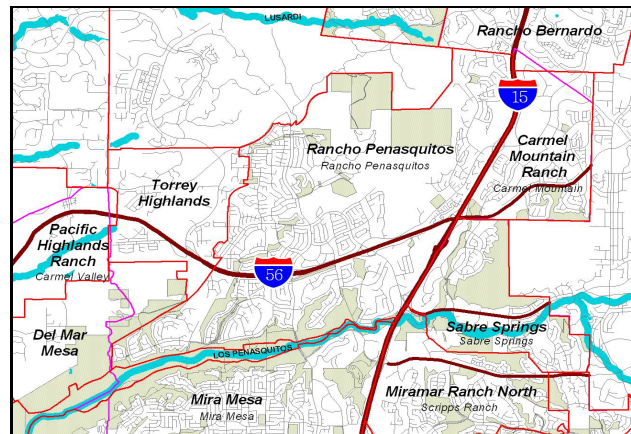 LUSARDI
Rancho Bernardo
15
Rancho Penasquitos
Rancho Penasquitos
Carmel
Mountain
Ranch
Carmel Mountain
Torrey
Highlands
Pacific
Highlands
Ranch
Carmel Valley
56
Del Mar
Mesa
LOS PENASQUITOS
Sabre Springs
Sabre Springs
Mira Mesa
Mira Mesa
Miramar Ranch North
Scripps Ranch